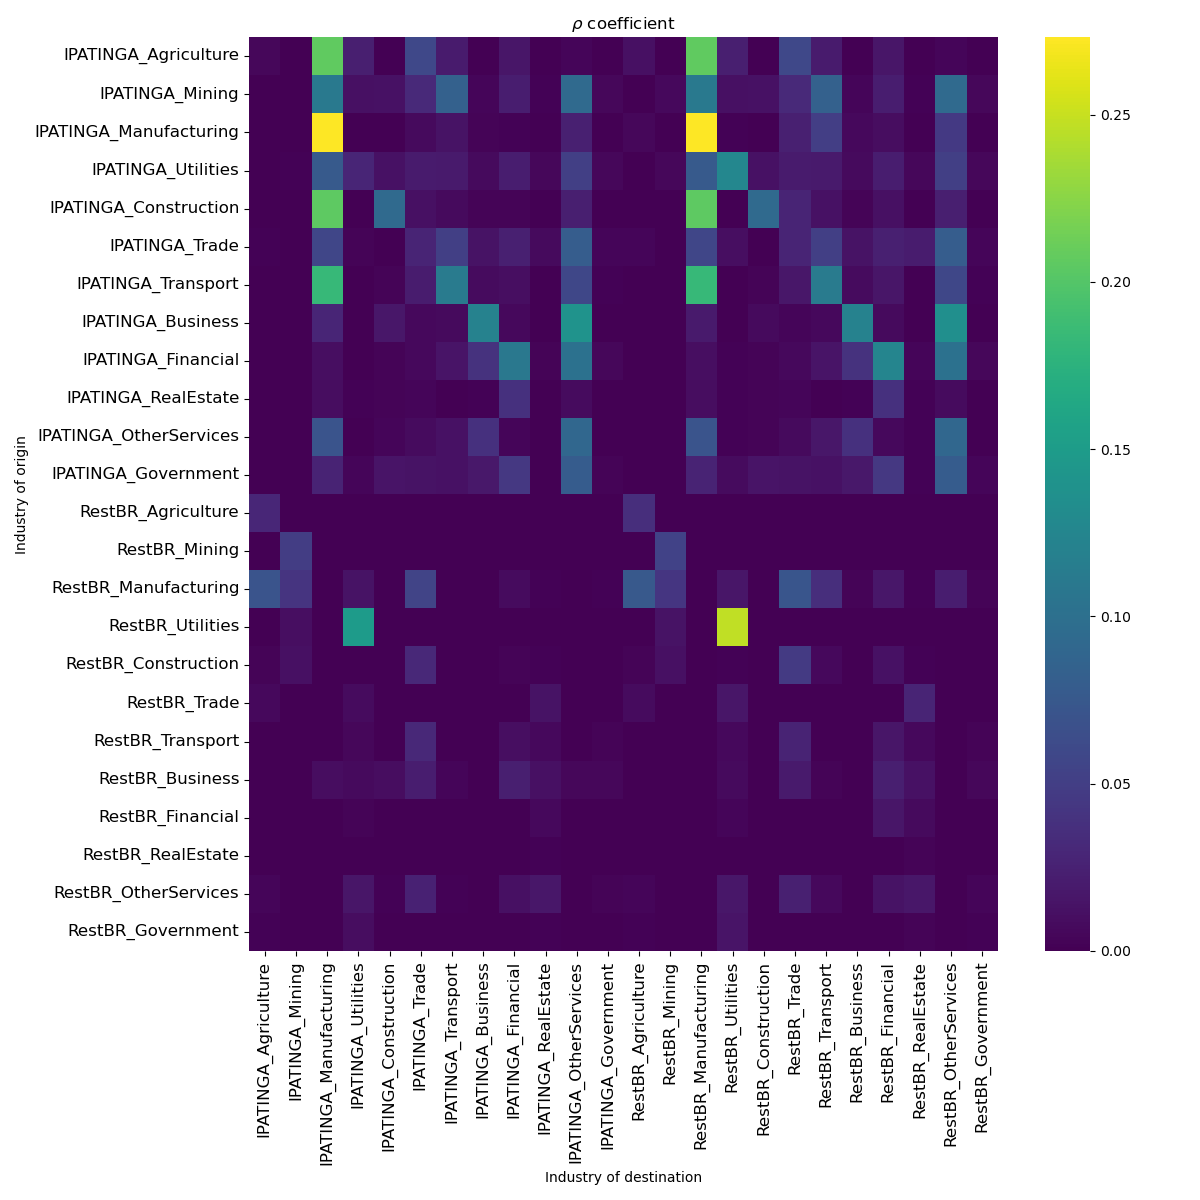 ρ coefficient
IPATINGA_Agriculture
IPATINGA_Mining
IPATINGA_Manufacturing
IPATINGA_Utilities
IPATINGA_Construction
IPATINGA_Trade
IPATINGA_Transport
IPATINGA_Business
IPATINGA_Financial
IPATINGA_RealEstate
IPATINGA_OtherServices
IPATINGA_Government
RestBR_Agriculture
RestBR_Mining
RestBR_Manufacturing
RestBR_Utilities
RestBR_Construction
RestBR_Trade
RestBR_Transport
RestBR_Business
RestBR_Financial
RestBR_RealEstate
RestBR_OtherServices
RestBR_Government
Industry of origin
IPATINGA_Agriculture
IPATINGA_Mining
IPATINGA_Manufacturing
IPATINGA_Utilities
IPATINGA_Construction
IPATINGA_Trade
IPATINGA_Transport
IPATINGA_Business
IPATINGA_Financial
IPATINGA_RealEstate
IPATINGA_OtherServices
IPATINGA_Government
RestBR_Agriculture
RestBR_Mining
RestBR_Manufacturing
RestBR_Utilities
RestBR_Construction
RestBR_Trade
RestBR_Transport
RestBR_Business
RestBR_Financial
RestBR_RealEstate
RestBR_OtherServices
RestBR_Government
Industry of destination
0.25
0.20
0.15
0.10
0.05
0.00